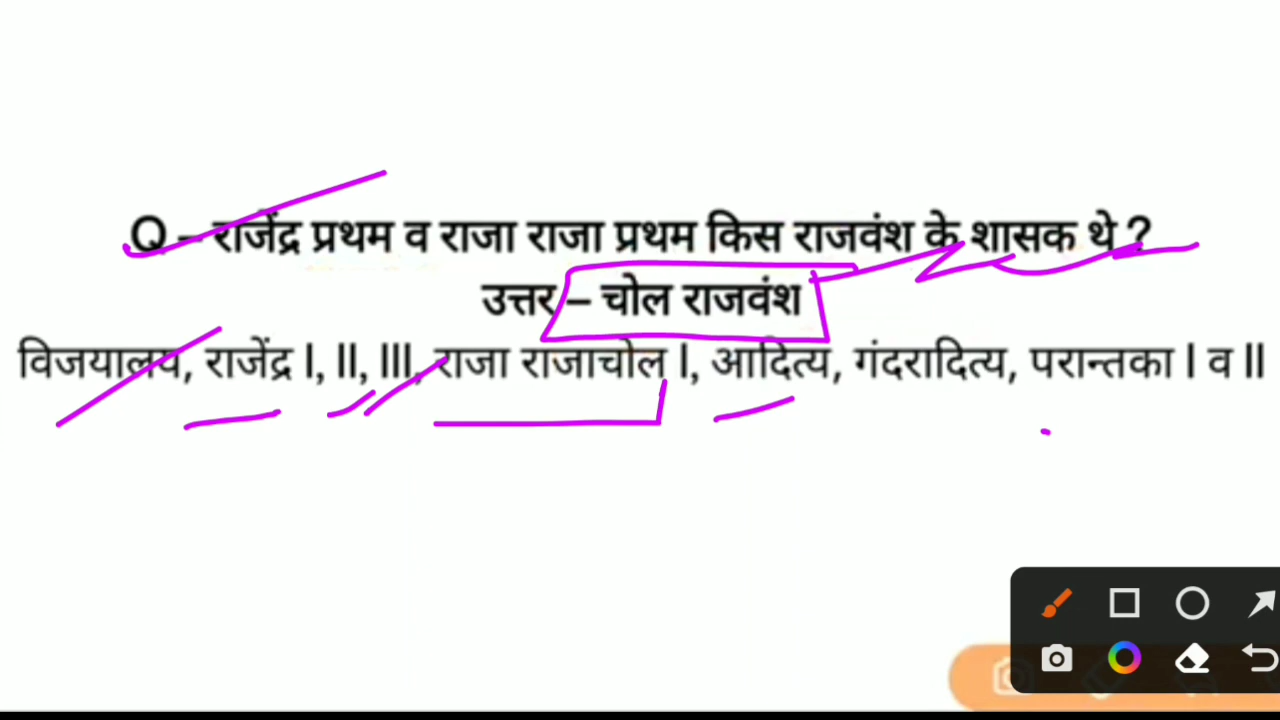 Q – राजेंद्र प्रथम व राजा राजा प्रथम किस राजवंश के शासक थे ?
उत्तर – चोल राजवंश
विजयालय, राजेंद्र I, II, III, राजा राजाचोल I, आदित्य, गंदरादित्य, परान्तका I व II